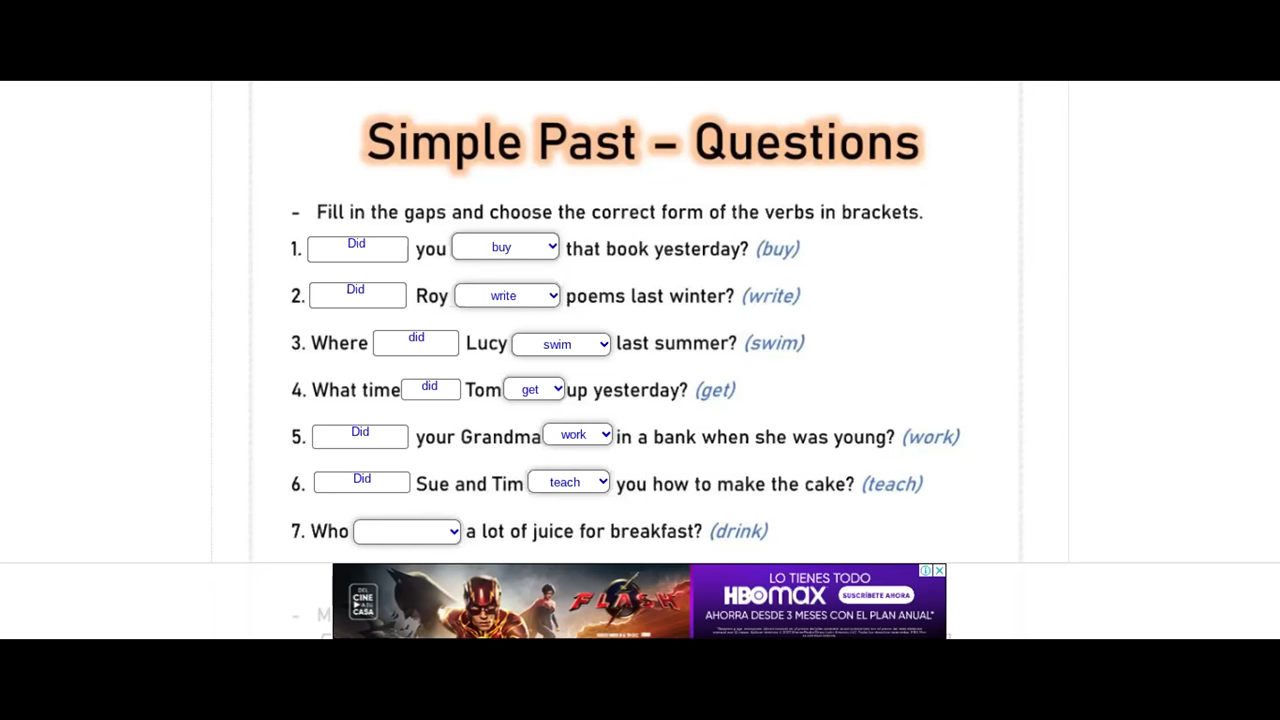 Simple Past – Questions
- Fill in the gaps and choose the correct form of the verbs in brackets.
1. Did you buy that book yesterday? (buy)
2. Did Roy write poems last winter? (write)
3. Where did Lucy swim last summer? (swim)
4. What time did Tom get up yesterday? (get)
5. Did your Grandma work in a bank when she was young? (work)
6. Did Sue and Tim teach you how to make the cake? (teach)
7. Who a lot of juice for breakfast? (drink)
DEL CINE A TU CASA
FLASH
LO TIENES TODO
HBOMAX SUSCRÍBETE AHORA
AHORRA DESDE 3 MESES CON EL PLAN ANUAL*
- M